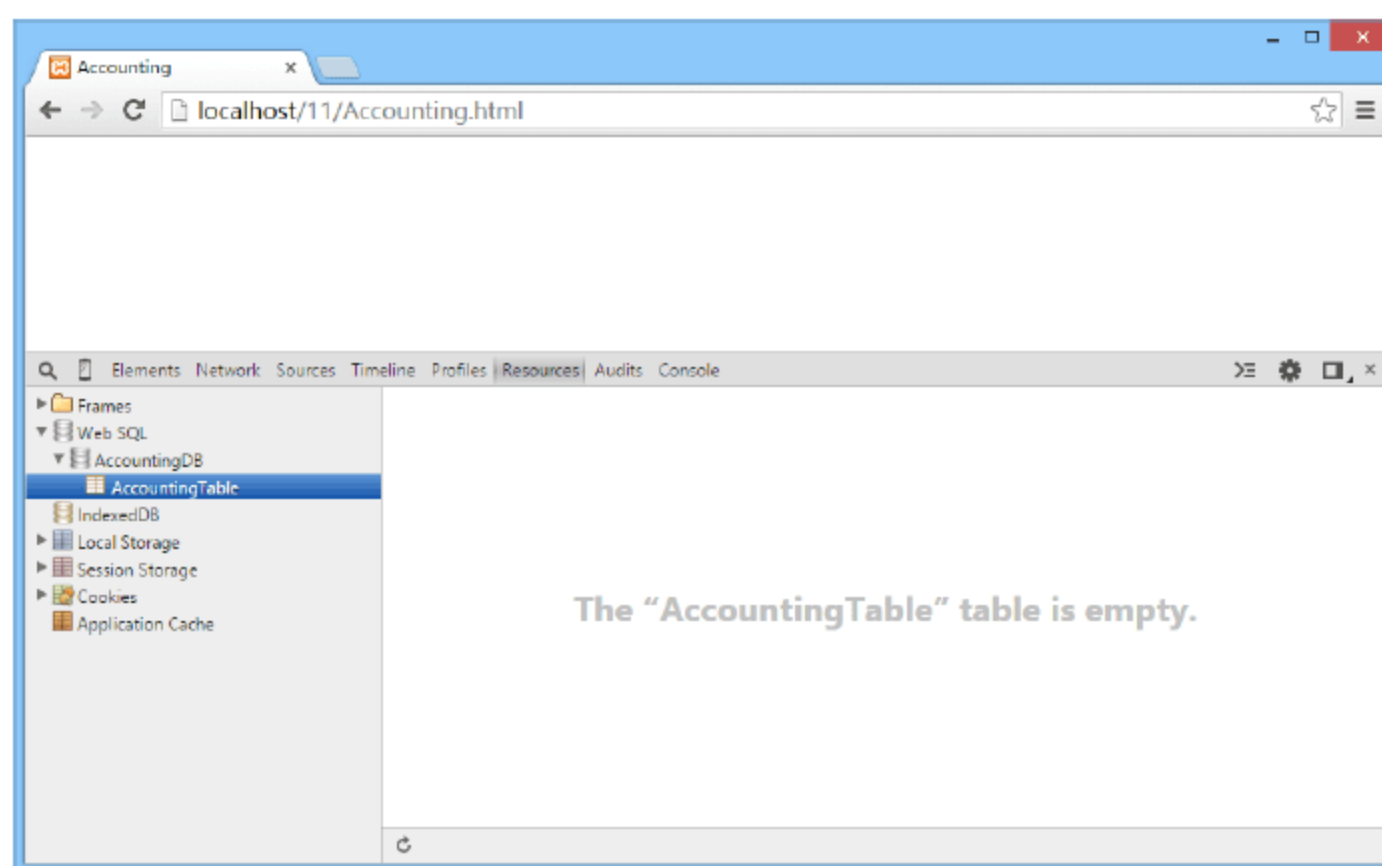 Accounting
localhost/11/Accounting.html
Elements Network Sources Timeline Profiles Resources Audits Console
Frames
Web SQL
AccountingDB
AccountingTable
IndexedDB
Local Storage
Session Storage
Cookies
Application Cache
The “AccountingTable” table is empty.